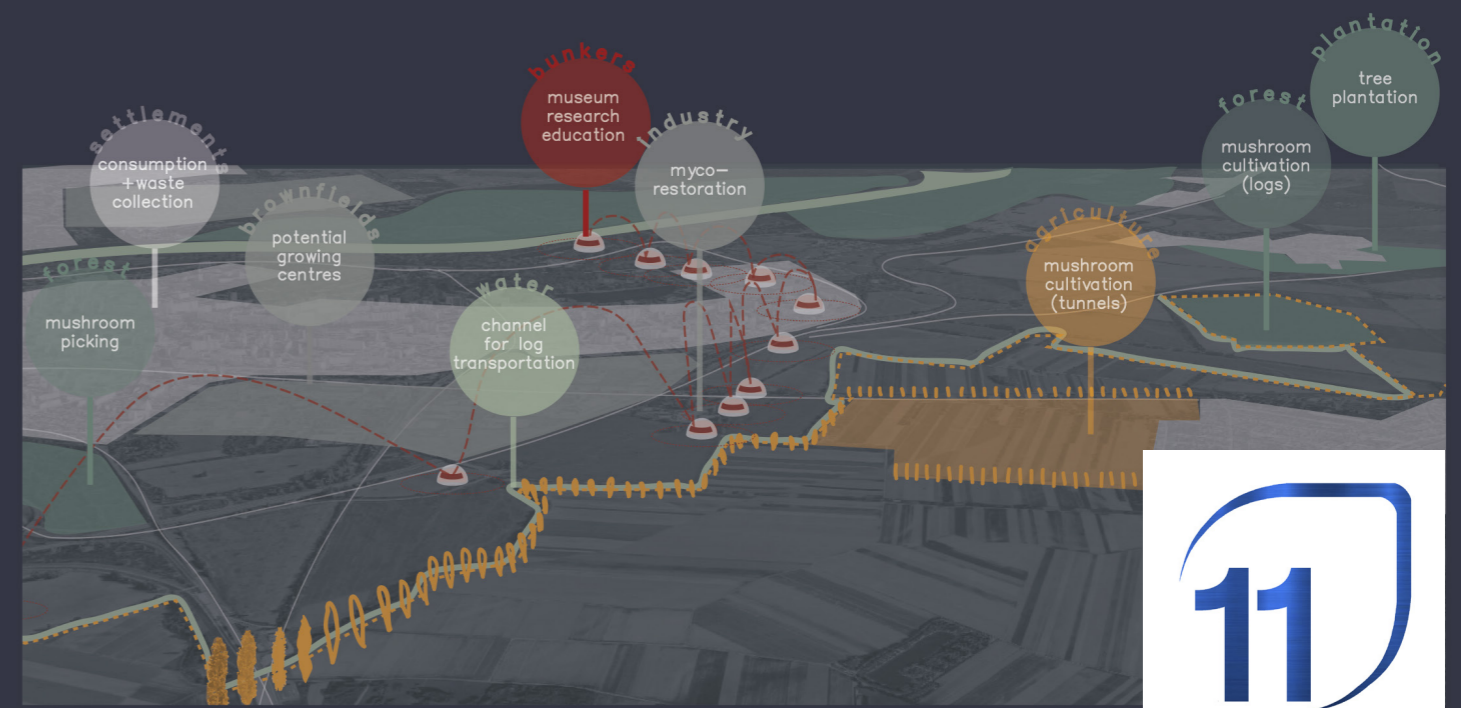 plantation
tree
plantation
bunkers
museum
research
education
forest
mushroom
cultivation
(logs)
settlements
consumption
+waste
collection
industry
myco-
restoration
brownfields
potential
growing
centres
agriculture
mushroom
cultivation
(tunnels)
forest
mushroom
picking
water
channel
for log
transportation
11